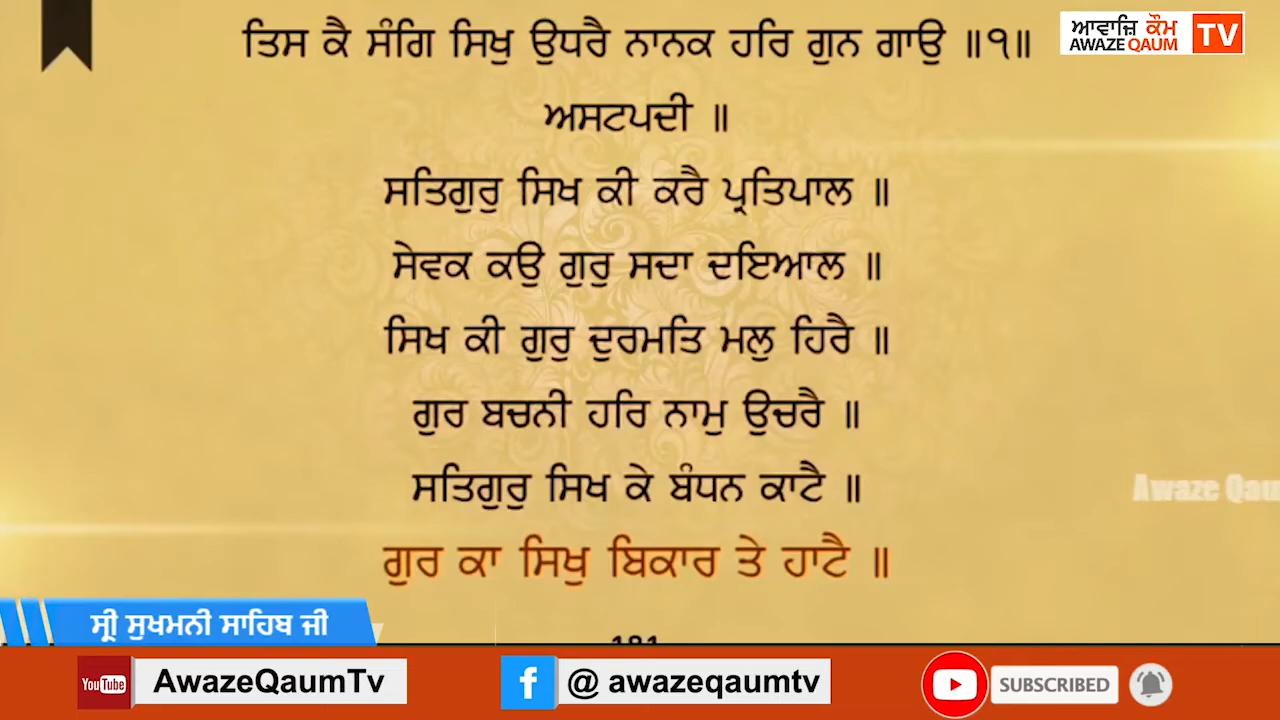 ਤਿਸ ਕੈ ਸੰਗਿ ਸਿਖੁ ਉਧਰੈ ਨਾਨਕ ਹਰਿ ਗੁਨ ਗਾਉ ॥੧॥
ਆਵਾਜ਼ਿ ਕੌਮ
AWAZE QAUM TV
ਅਸਟਪਦੀ ॥
ਸਤਿਗੁਰੁ ਸਿਖ ਕੀ ਕਰੈ ਪ੍ਰਤਿਪਾਲ ॥
ਸੇਵਕ ਕਉ ਗੁਰੁ ਸਦਾ ਦਇਆਲ ॥
ਸਿਖ ਕੀ ਗੁਰੁ ਦੁਰਮਤਿ ਮਲੁ ਹਿਰੈ ॥
ਗੁਰ ਬਚਨੀ ਹਰਿ ਨਾਮੁ ਉਚਰੈ ॥
ਸਤਿਗੁਰੁ ਸਿਖ ਕੇ ਬੰਧਨ ਕਾਟੈ ॥
Awaze Qau
ਗੁਰ ਕਾ ਸਿਖੁ ਬਿਕਾਰ ਤੇ ਹਾਟੈ ॥
ਸ੍ਰੀ ਸੁਖਮਨੀ ਸਾਹਿਬ ਜੀ
YouTube AwazeQaumTv
f @ awazeqaumtv
SUBSCRIBED